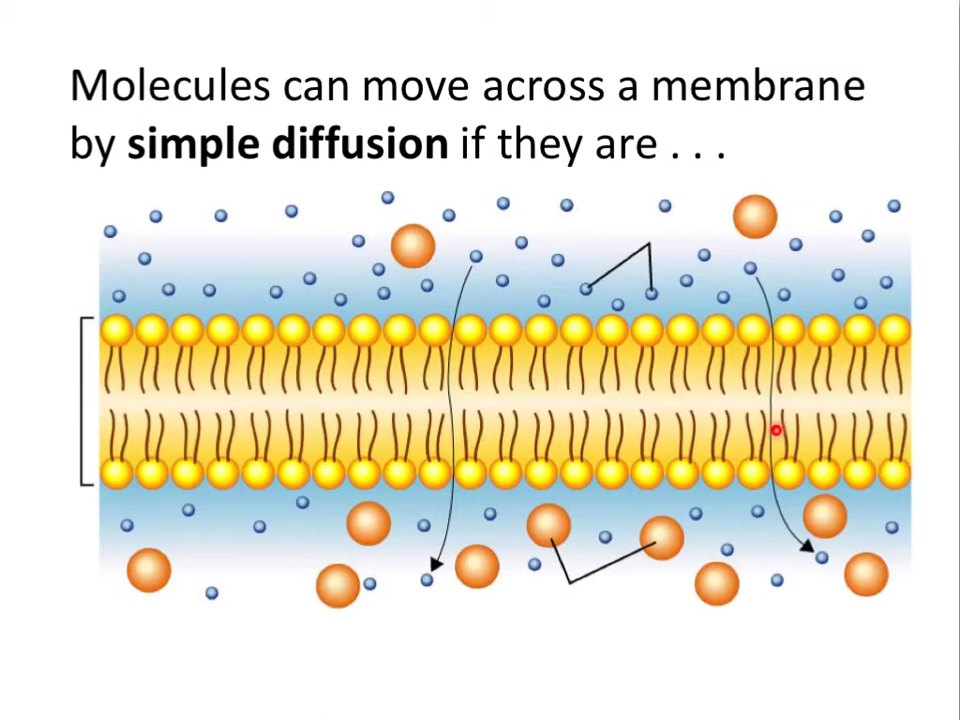 Molecules can move across a membrane
by simple diffusion if they are . . .